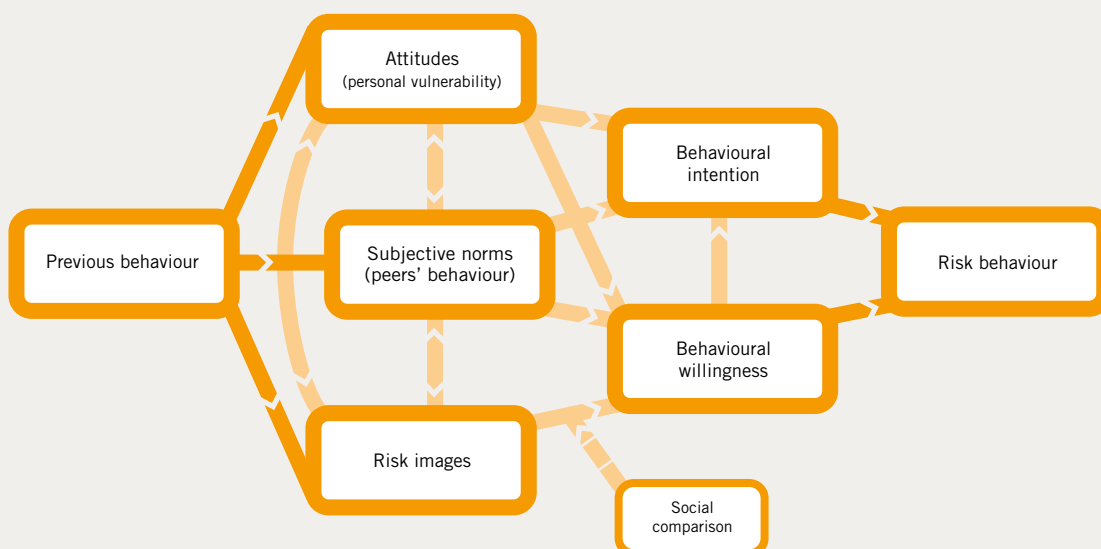 Attitudes
(personal vulnerability)
Behavioural
intention
Previous behaviour
Subjective norms
(peers’ behaviour)
Risk behaviour
Behavioural
willingness
Risk images
Social
comparison